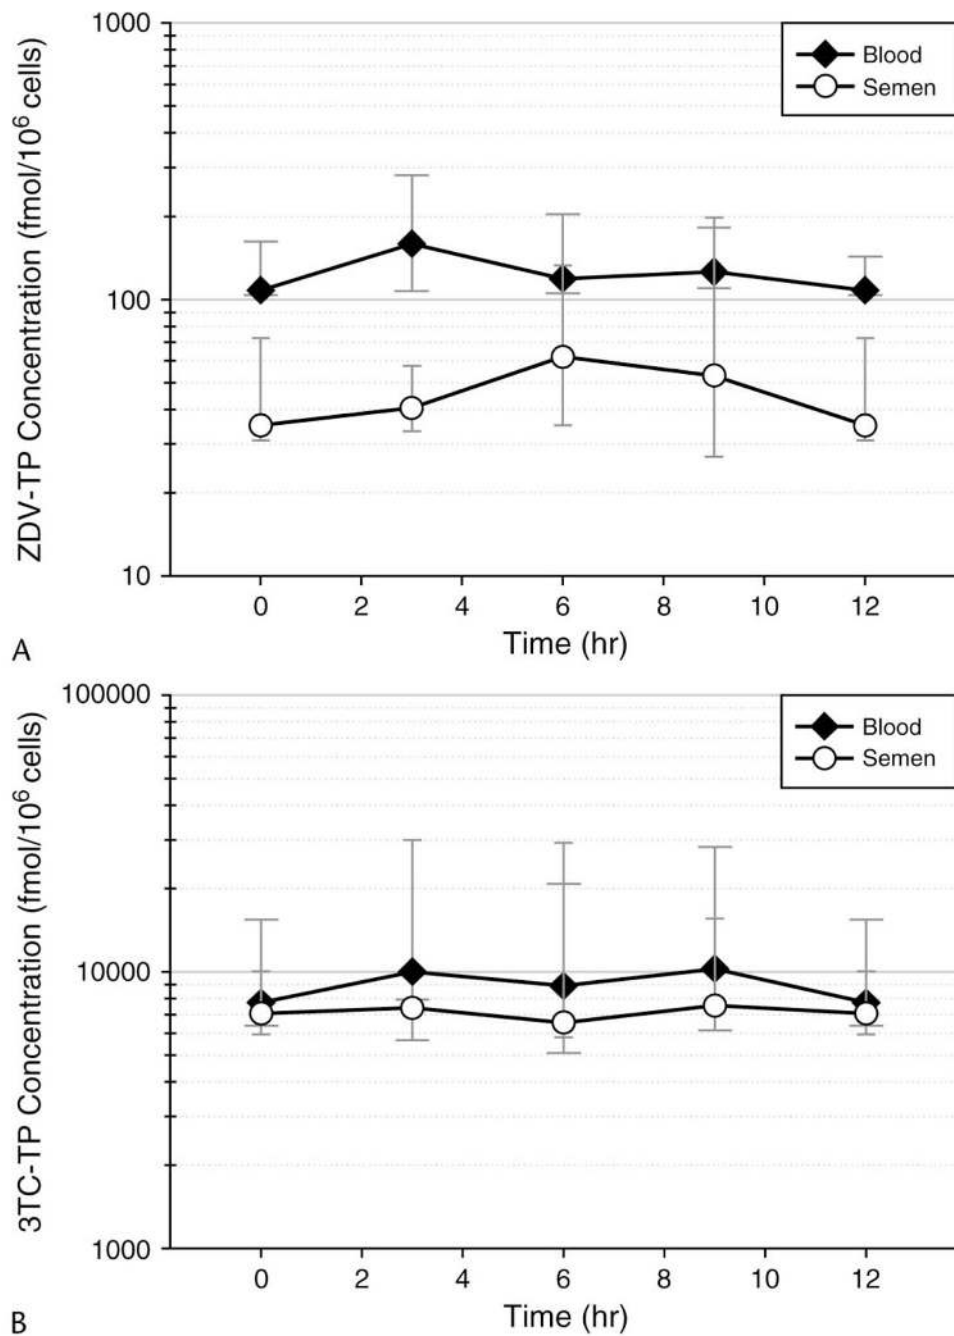 1000
Blood
Semen
ZDV-TP Concentration (fmol/10⁶ cells)
100
10
0 2 4 6 8 10 12
Time (hr)
A
100000
Blood
Semen
3TC-TP Concentration (fmol/10⁶ cells)
10000
1000
0 2 4 6 8 10 12
Time (hr)
B